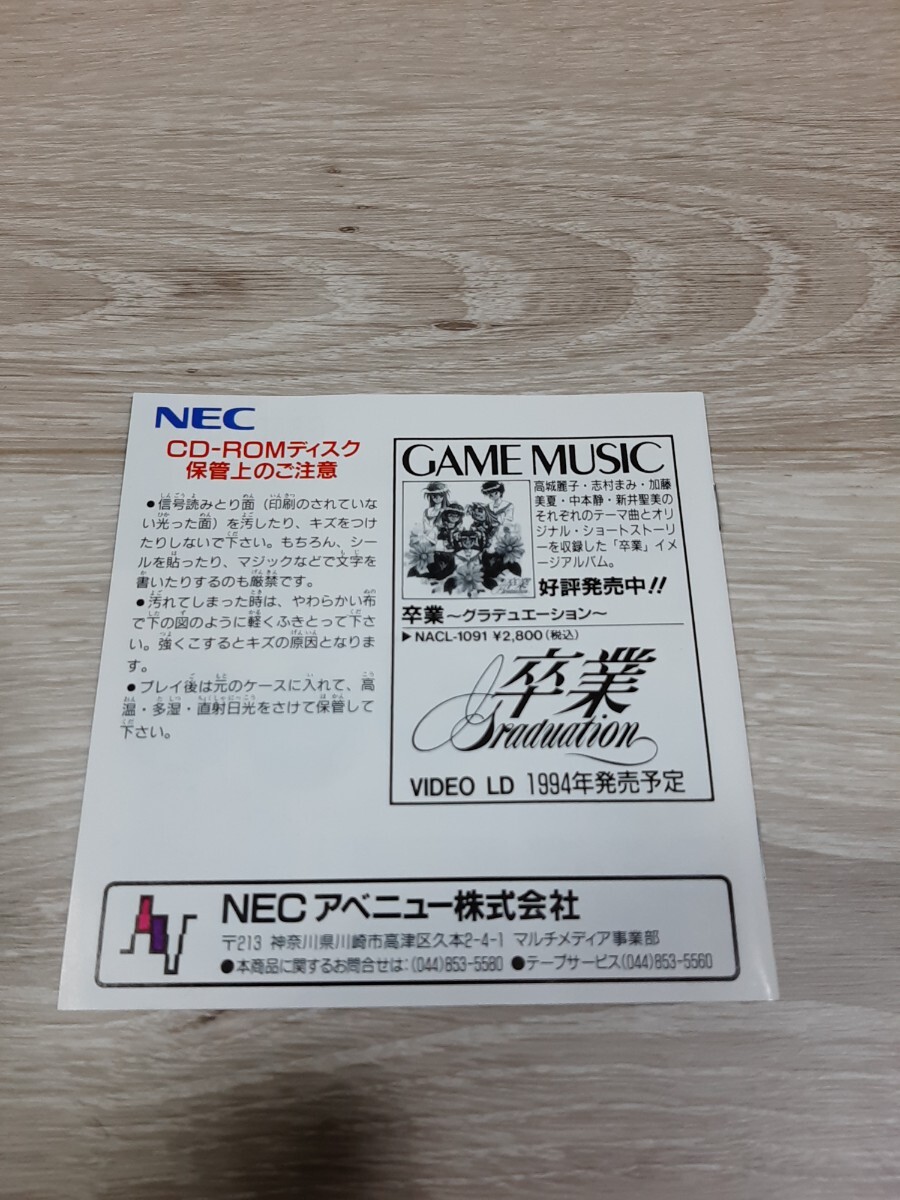 NEC
CD-ROMディスク
保管上のご注意
●信号読みとり面（印刷のされていな
い光った面）を汚したり、キズをつけ
たりしないで下さい。もちろん、シー
ルを貼ったり、マジックなどで文字を
書いたりするのも厳禁です。
●汚れてしまった時は、やわらかい布
で下の図のように軽くふきとって下さ
い。強くこするとキズの原因となりま
す。
●プレイ後は元のケースに入れて、高
温・多湿・直射日光をさけて保管して
下さい。
GAME MUSIC
高城麗子・志村まみ・加藤
美夏・中本静・新井聖美の
それぞれのテーマ曲とオリ
ジナル・ショートストーリ
ーを収録した「卒業」イメ
ージアルバム。
好評発売中!!
卒業〜グラデュエーション〜
▶NACL-1091 ¥2,800(税込)
卒業
Graduation
VIDEO LD 1994年発売予定
NECアベニュー株式会社
〒213 神奈川県川崎市高津区久本2-4-1 マルチメディア事業部
●本商品に関するお問合せは:(044)853-5580 ●テープサービス(044)853-5560